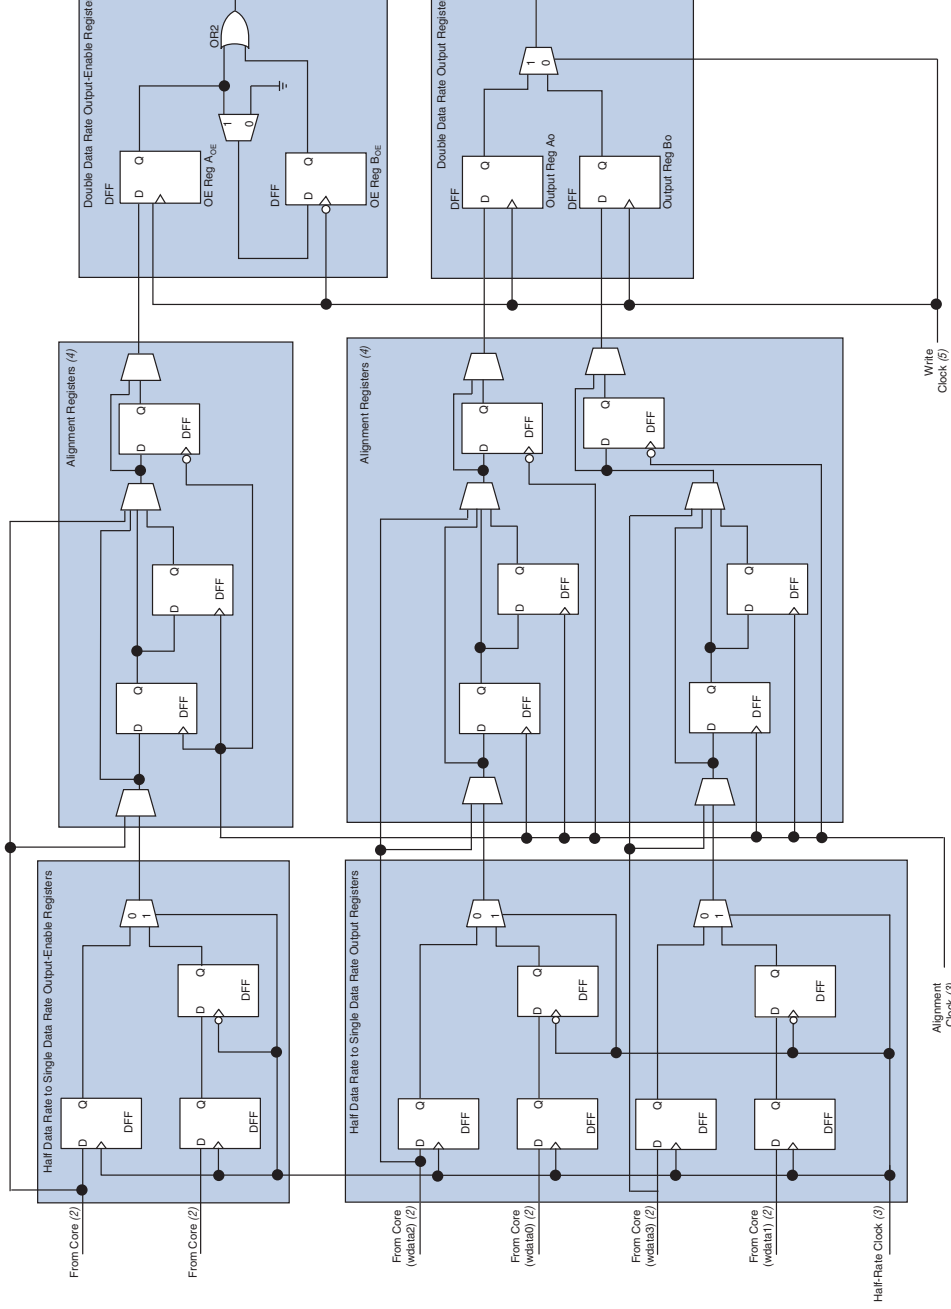 From Core (2)
From Core (2)
Half Data Rate to Single Data Rate Output-Enable Registers
D
Q
DFF
D
Q
DFF
D
Q
DFF
0
1
Alignment Registers (4)
D
Q
DFF
D
Q
DFF
D
Q
DFF
Double Data Rate Output-Enable Registe
DFF
D
Q
OE Reg AOE
1
0
OR2
DFF
D
Q
OE Reg BOE
From Core
(wdata2) (2)
From Core
(wdata0) (2)
From Core
(wdata3) (2)
From Core
(wdata1) (2)
Half-Rate Clock (3)
Half Data Rate to Single Data Rate Output Registers
D
Q
DFF
D
Q
DFF
D
Q
DFF
0
1
D
Q
DFF
D
Q
DFF
D
Q
DFF
0
1
Alignment
Clock (3)
Alignment Registers (4)
D
Q
DFF
D
Q
DFF
D
Q
DFF
D
Q
DFF
D
Q
DFF
D
Q
DFF
Write
Clock (5)
Double Data Rate Output Registe
DFF
D
Q
Output Reg Ao
DFF
D
Q
Output Reg Bo
1
0